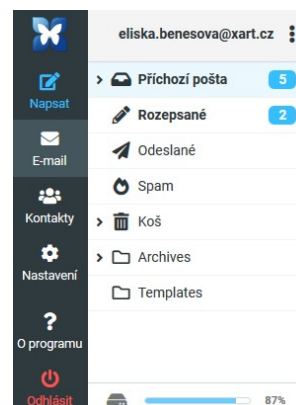 eliska.benesova@xart.cz
Napsat
E-mail
Kontakty
Nastavení
O programu
Odhlásit
Příchozí pošta 5
Rozepsané 2
Odeslané
Spam
Koš
Archives
Templates
87%